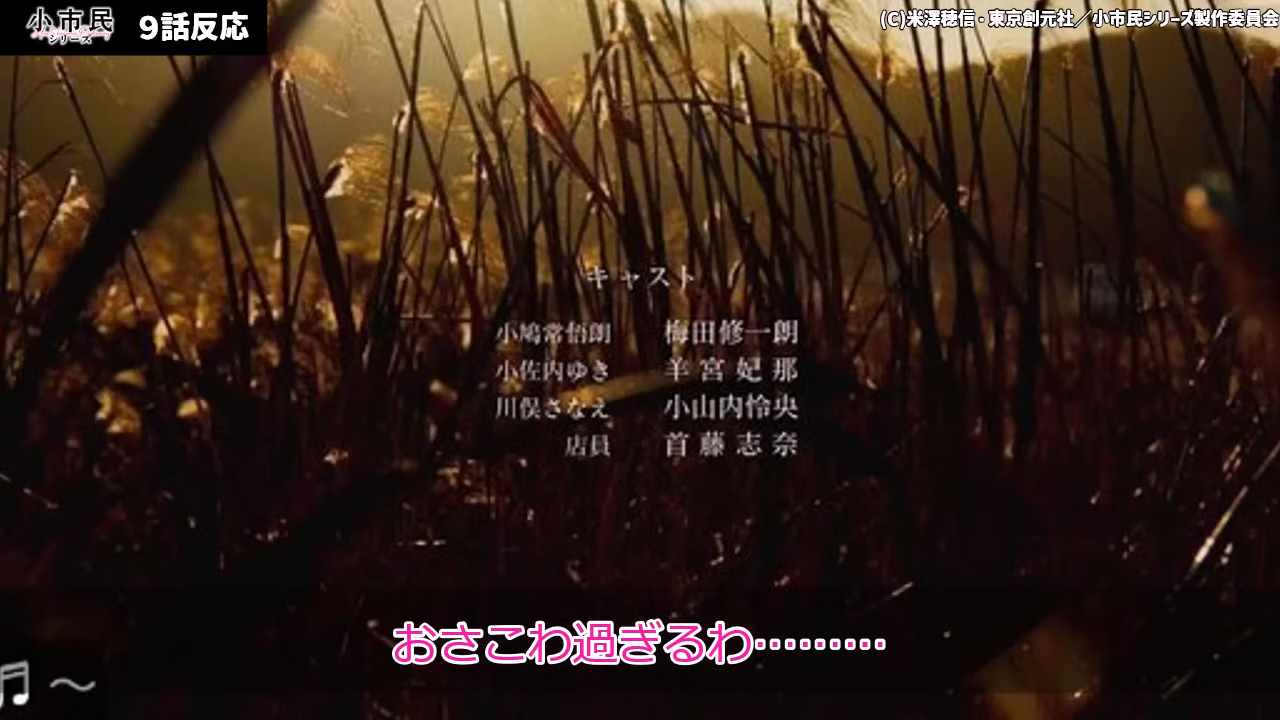 小市民
シリーズ
9話反応
(C)米澤穂信・東京創元社／小市民シリーズ製作委員会
キャスト
小鳩常悟朗 梅田修一朗
小佐内ゆき 羊宮妃那
川俣さなえ 小山内怜央
店員 首藤志奈
おさこわ過ぎるわ………
♬～